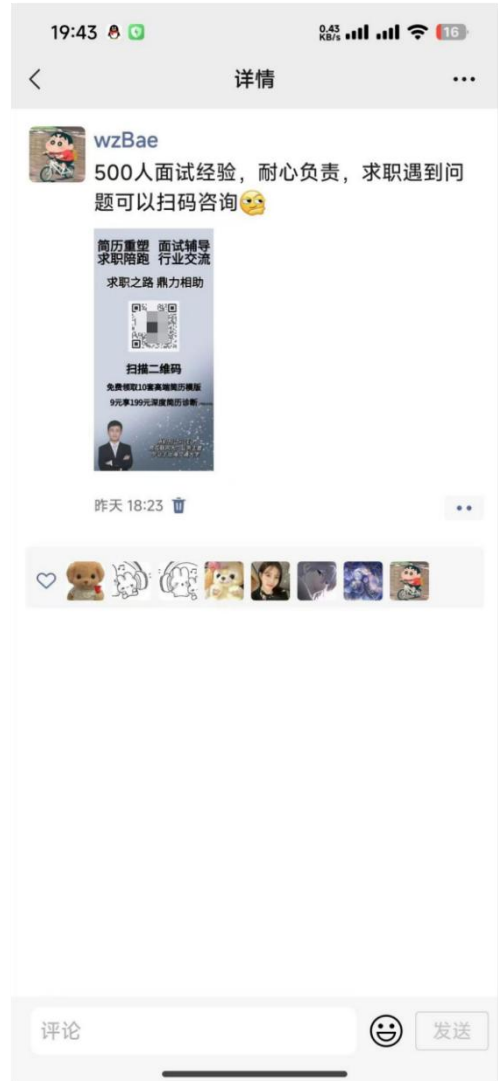 19:43
0.43
KB/s
16
详情
wzBae
500人面试经验，耐心负责，求职遇到问
题可以扫码咨询
简历重塑 面试辅导
求职陪跑 行业交流
求职之路 鼎力相助
扫描二维码
免费领取10套高端简历模版
9元享199元深度简历诊断
昨天 18:23
评论
发送